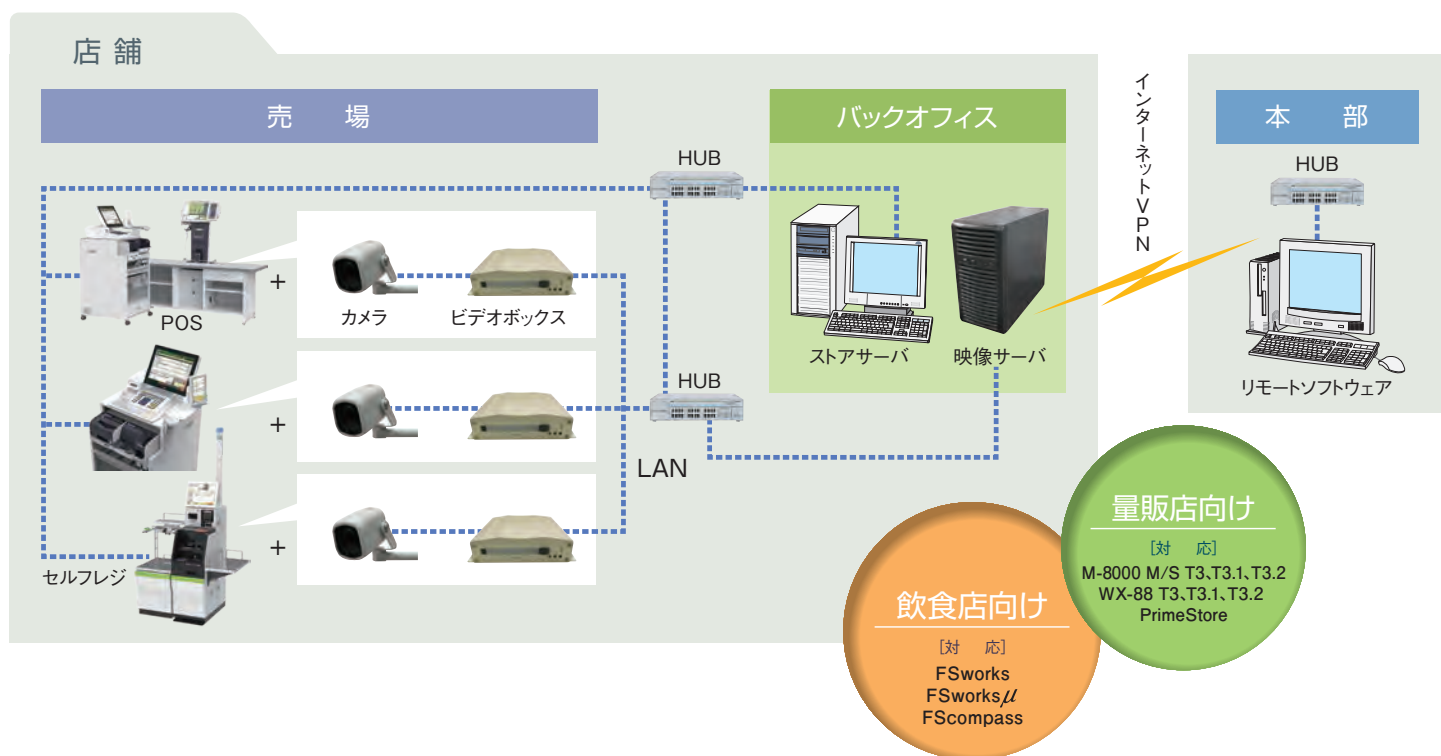 店舗
売場
バックオフィス
インターネットVPN
本部
HUB
HUB
POS
+
カメラ
ビデオボックス
ストアサーバ
映像サーバ
リモートソフトウェア
HUB
+
LAN
+
セルフレジ
量販店向け
[対応]
M-8000 M/S T3、T3.1、T3.2
WX-88 T3、T3.1、T3.2
PrimeStore
飲食店向け
[対応]
FSworks
FSworksμ
FScompass